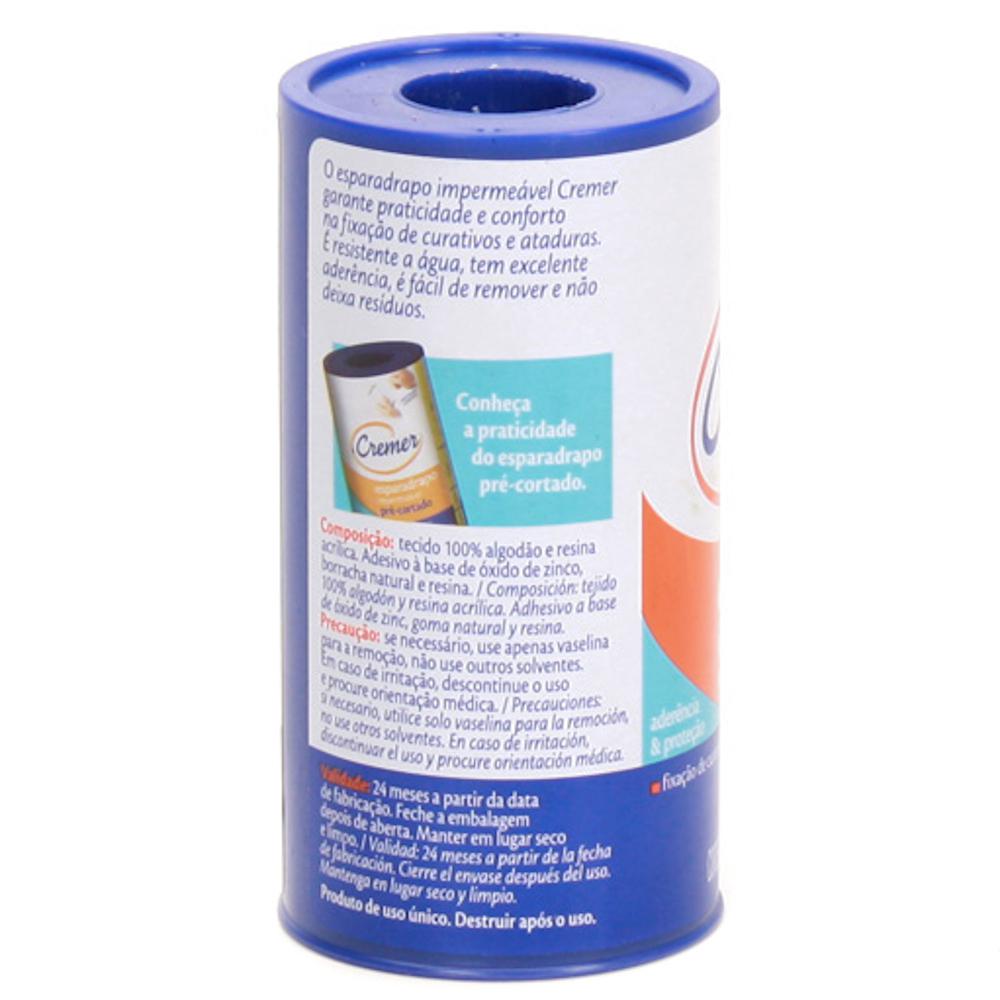 O esparadrapo impermeável Cremer
garante praticidade e conforto
na fixação de curativos e ataduras.
É resistente a água, tem excelente
aderência, é fácil de remover e não
deixa resíduos.
Cremer
esparadrapo
impermeável
pré-cortado
Conheça
a praticidade
do esparadrapo
pré-cortado.
Composição: tecido 100% algodão e resina
acrílica. Adesivo à base de óxido de zinco,
borracha natural e resina. / Composición: tejido
100% algodón y resina acrílica. Adhesivo a base
de óxido de zinc, goma natural y resina.
Precaução: se necessário, use apenas vaselina
para a remoção, não use outros solventes.
Em caso de irritação, descontinue o uso
e procure orientação médica. / Precauciones:
si necesario, utilice solo vaselina para la remoción,
no use otros solventes. En caso de irritación,
discontinuar el uso y procure orientación médica.
aderência
& proteção
fixação de
Validade: 24 meses a partir da data
de fabricação. Feche a embalagem
depois de aberta. Manter em lugar seco
e limpo. / Validad: 24 meses a partir de la fecha
de fabricación. Cierre el envase después del uso.
Mantenga en lugar seco y limpio.
Produto de uso único. Destruir após o uso.